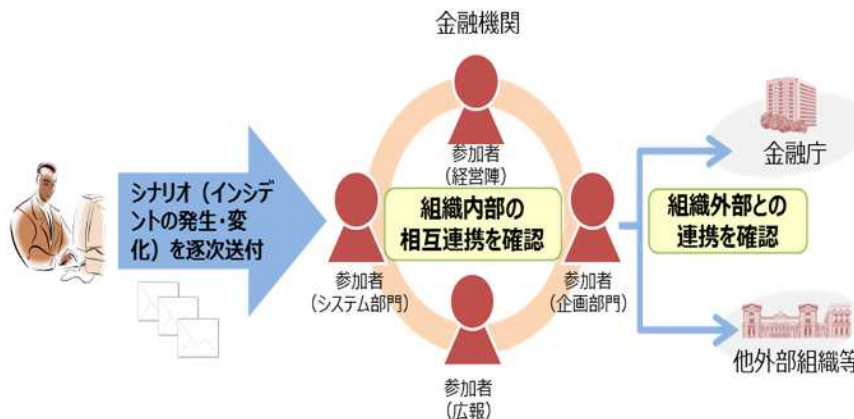 金融機関
シナリオ（インシデ
ントの発生・変
化）を逐次送付
参加者
（経営陣）
組織内部の
相互連携を確認
参加者
（システム部門）
参加者
（企画部門）
参加者
（広報）
金融庁
組織外部との
連携を確認
他外部組織等